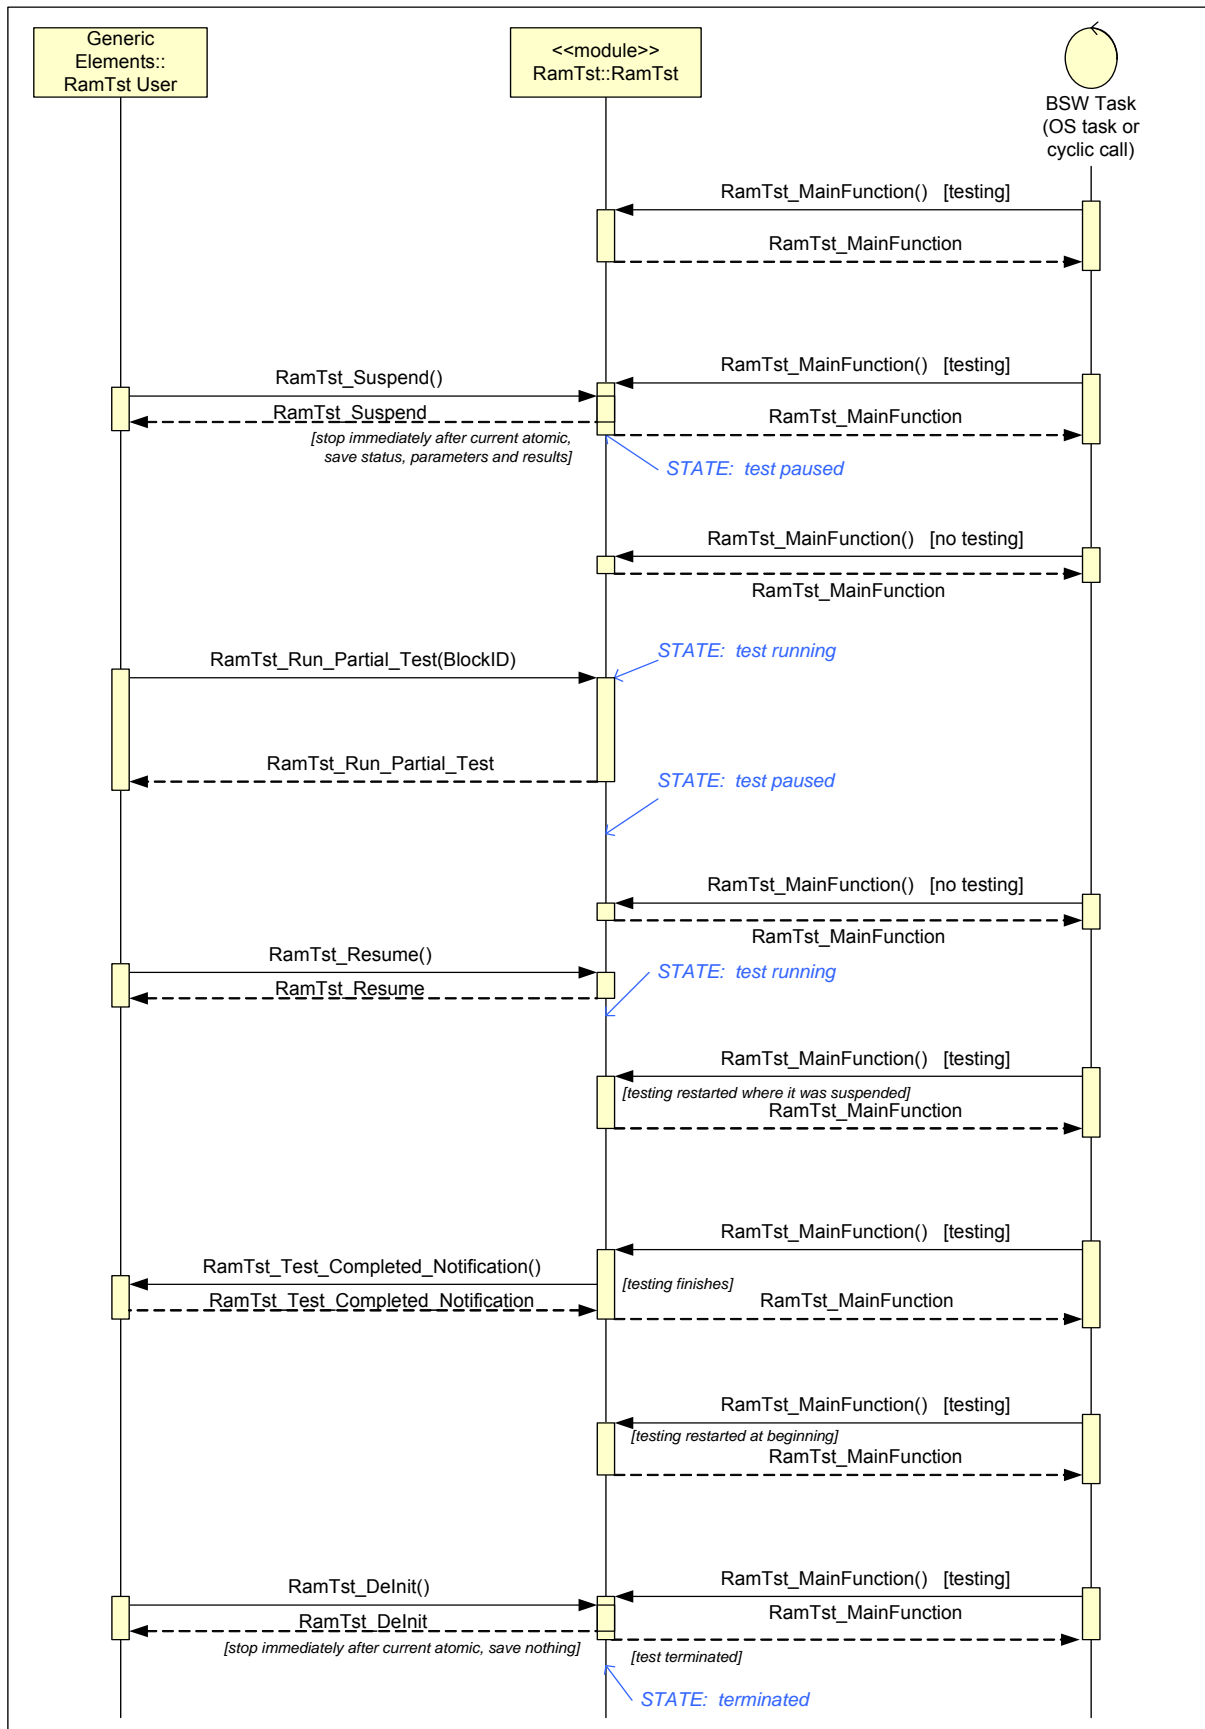 Generic
Elements::
RamTst User
<<module>>
RamTst::RamTst
BSW Task
(OS task or
cyclic call)
RamTst_MainFunction()   [testing]
RamTst_MainFunction
RamTst_MainFunction()   [testing]
RamTst_Suspend()
RamTst_Suspend
RamTst_MainFunction
[stop immediately after current atomic,
save status, parameters and results]
STATE:  test paused
RamTst_MainFunction()   [no testing]
RamTst_MainFunction
STATE:  test running
RamTst_Run_Partial_Test(BlockID)
RamTst_Run_Partial_Test
STATE:  test paused
RamTst_MainFunction()   [no testing]
RamTst_MainFunction
RamTst_Resume()
STATE:  test running
RamTst_Resume
RamTst_MainFunction()   [testing]
[testing restarted where it was suspended]
RamTst_MainFunction
RamTst_MainFunction()   [testing]
RamTst_Test_Completed_Notification()
[testing finishes]
RamTst_Test_Completed_Notification
RamTst_MainFunction
RamTst_MainFunction()   [testing]
[testing restarted at beginning]
RamTst_MainFunction
RamTst_MainFunction()   [testing]
RamTst_DeInit()
RamTst_MainFunction
RamTst_DeInit
[stop immediately after current atomic, save nothing]
[test terminated]
STATE:  terminated